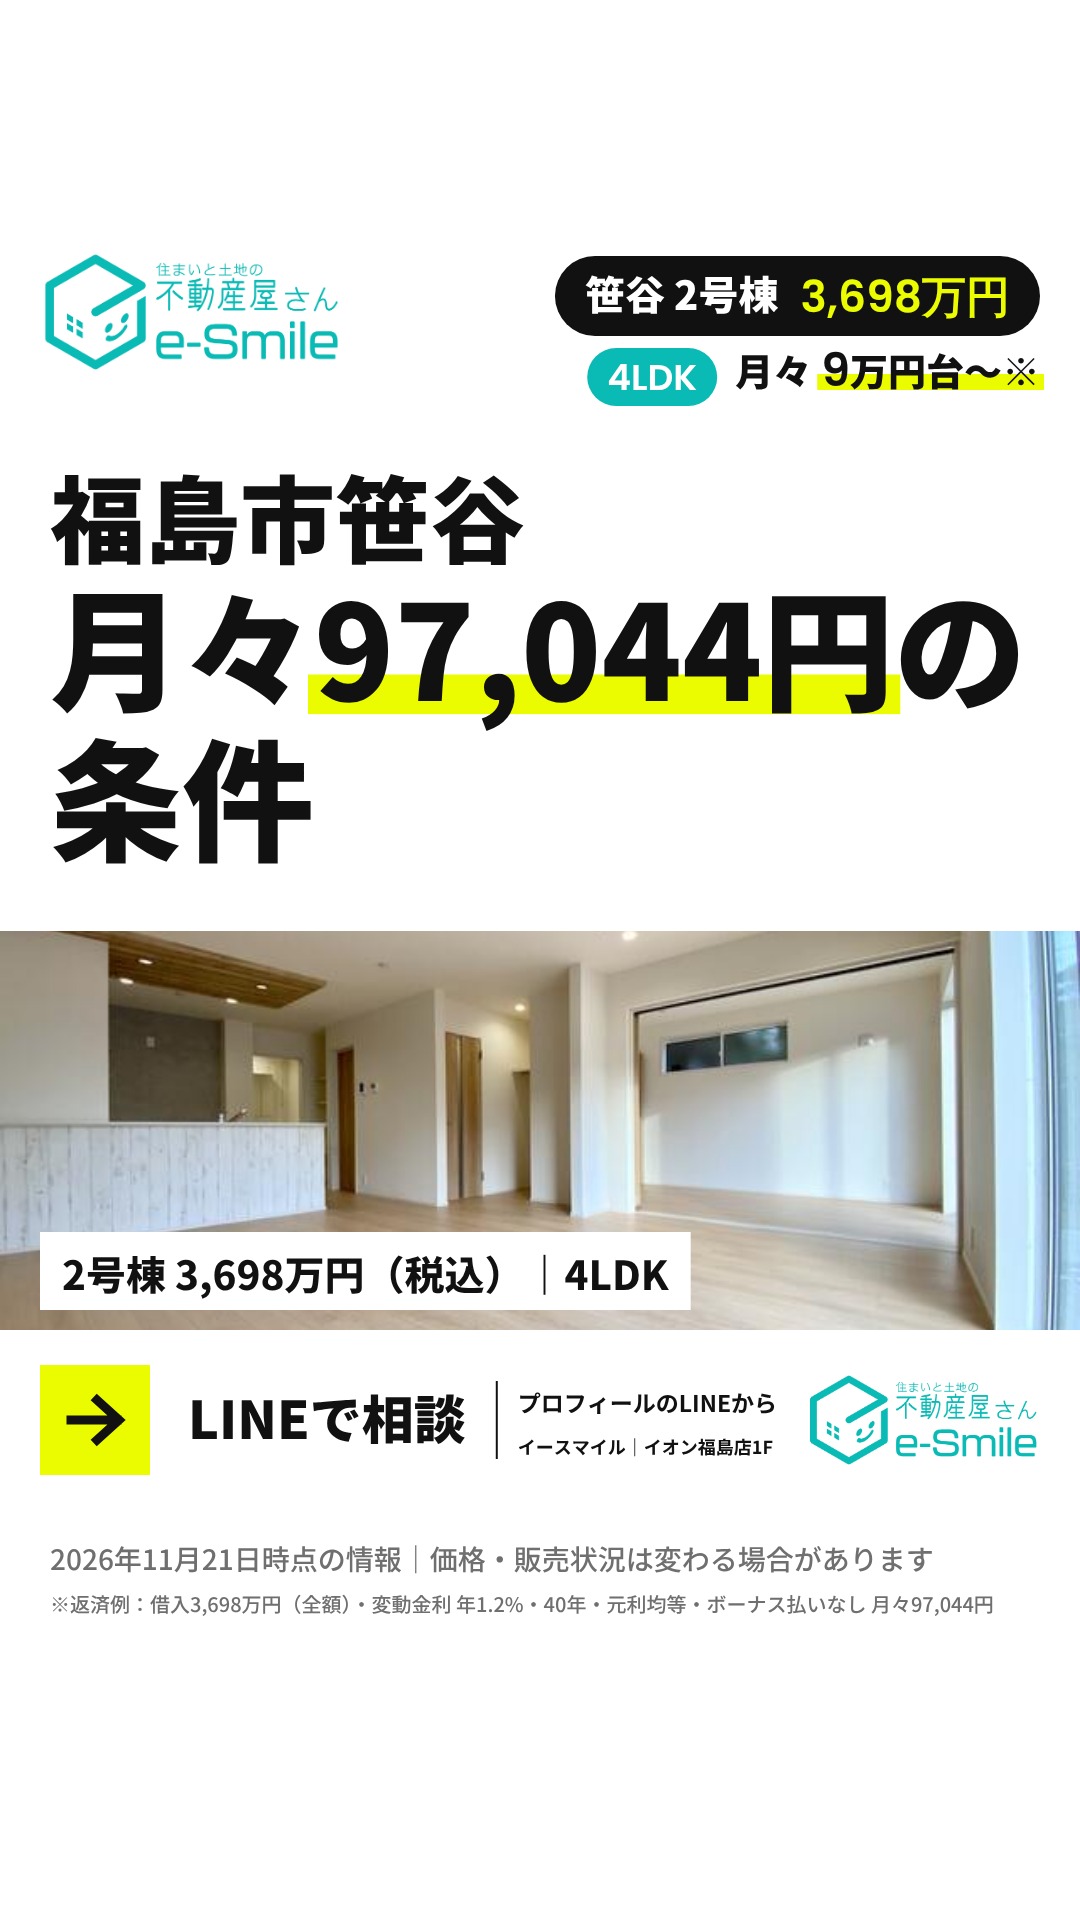 住まいと土地の
不動産屋さん
e-Smile
笹谷 2号棟 3,698万円
4LDK 月々 9万円台〜※
福島市笹谷
月々97,044円の
条件
2号棟 3,698万円（税込）｜4LDK
LINEで相談
プロフィールのLINEから
イースマイル｜イオン福島店1F
住まいと土地の
不動産屋さん
e-Smile
2026年11月21日時点の情報｜価格・販売状況は変わる場合があります
※返済例：借入3,698万円（全額）・変動金利 年1.2%・40年・元利均等・ボーナス払いなし 月々97,044円